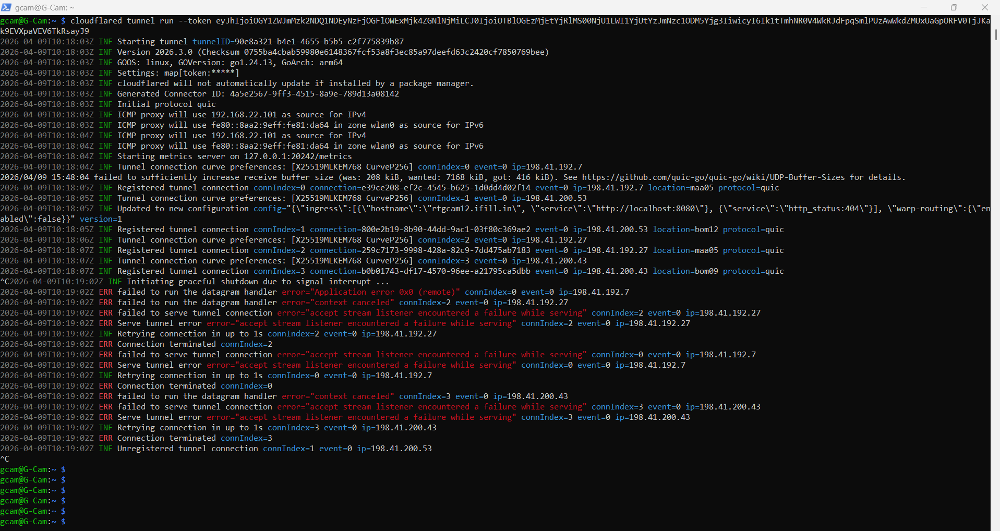 gcam@G-Cam: ~
gcam@G-Cam:~ $ cloudflared tunnel run --token
2026-04-09T10:18:03Z INF Starting tunnel tunnelID=90e8a321-b4e1-4655-b5b5-c2f775839b87
2026-04-09T10:18:03Z INF Version 2026.3.0 (Checksum 0755ba4cbab59980e6148367fcf53a8f3ec85a97deefd63c2420cf7850769bee)
2026-04-09T10:18:03Z INF GOOS: linux, GOVersion: go1.24.13, GoArch: arm64
2026-04-09T10:18:03Z INF Settings: map[token:*****]
2026-04-09T10:18:03Z INF cloudflared will not automatically update if installed by a package manager.
2026-04-09T10:18:03Z INF Generated Connector ID: 4a5e2567-9ff3-4515-8a9e-789d13a08142
2026-04-09T10:18:03Z INF Initial protocol quic
2026-04-09T10:18:03Z INF ICMP proxy will use 192.168.22.101 as source for IPv4
2026-04-09T10:18:03Z INF ICMP proxy will use fe80::8aa2:9eff:fe81:da64 in zone wlan0 as source for IPv6
2026-04-09T10:18:04Z INF ICMP proxy will use 192.168.22.101 as source for IPv4
2026-04-09T10:18:04Z INF ICMP proxy will use fe80::8aa2:9eff:fe81:da64 in zone wlan0 as source for IPv6
2026-04-09T10:18:04Z INF Starting metrics server on 127.0.0.1:20242/metrics
2026-04-09T10:18:04Z INF Tunnel connection curve preferences: [X25519MLKEM768 CurveP256] connIndex=0 event=0 ip=198.41.192.7
2026/04/09 15:48:04 failed to sufficiently increase receive buffer size (was: 208 kiB, wanted: 7168 kiB, got: 416 kiB). See https://github.com/quic-go/quic-go/wiki/UDP-Buffer-Sizes for details.
2026-04-09T10:18:05Z INF Registered tunnel connection connIndex=0 connection=e39ce208-ef2c-4545-b625-1d0dd4d02f14 event=0 ip=198.41.192.7 location=maa05 protocol=quic
2026-04-09T10:18:05Z INF Tunnel connection curve preferences: [X25519MLKEM768 CurveP256] connIndex=1 event=0 ip=198.41.200.53
2026-04-09T10:18:05Z INF Updated to new configuration config="{\"ingress\":[{\"hostname\":\"rtgcam12.ifill.in\", \"service\":\"http://localhost:8080\"}, {\"service\":\"http_status:404\"}], \"warp-routing\":{\"en
abled\":false}}" version=1
2026-04-09T10:18:05Z INF Registered tunnel connection connIndex=1 connection=800e2b19-8b90-44dd-9ac1-03f80c369ae2 event=0 ip=198.41.200.53 location=bom12 protocol=quic
2026-04-09T10:18:06Z INF Tunnel connection curve preferences: [X25519MLKEM768 CurveP256] connIndex=2 event=0 ip=198.41.192.27
2026-04-09T10:18:07Z INF Registered tunnel connection connIndex=2 connection=259c7173-9998-428a-82c9-7dd475ab7183 event=0 ip=198.41.192.27 location=maa05 protocol=quic
2026-04-09T10:18:07Z INF Tunnel connection curve preferences: [X25519MLKEM768 CurveP256] connIndex=3 event=0 ip=198.41.200.43
2026-04-09T10:18:07Z INF Registered tunnel connection connIndex=3 connection=b0b01743-df17-4570-96ee-a21795ca5dbb event=0 ip=198.41.200.43 location=bom09 protocol=quic
^C2026-04-09T10:19:02Z INF Initiating graceful shutdown due to signal interrupt ...
2026-04-09T10:19:02Z ERR failed to run the datagram handler error="Application error 0x0 (remote)" connIndex=0 event=0 ip=198.41.192.7
2026-04-09T10:19:02Z ERR failed to run the datagram handler error="context canceled" connIndex=2 event=0 ip=198.41.192.27
2026-04-09T10:19:02Z ERR failed to serve tunnel connection error="accept stream listener encountered a failure while serving" connIndex=2 event=0 ip=198.41.192.27
2026-04-09T10:19:02Z ERR Serve tunnel error error="accept stream listener encountered a failure while serving" connIndex=2 event=0 ip=198.41.192.27
2026-04-09T10:19:02Z INF Retrying connection in up to 1s connIndex=2 event=0 ip=198.41.192.27
2026-04-09T10:19:02Z ERR Connection terminated connIndex=2
2026-04-09T10:19:02Z ERR failed to serve tunnel connection error="accept stream listener encountered a failure while serving" connIndex=0 event=0 ip=198.41.192.7
2026-04-09T10:19:02Z ERR Serve tunnel error error="accept stream listener encountered a failure while serving" connIndex=0 event=0 ip=198.41.192.7
2026-04-09T10:19:02Z INF Retrying connection in up to 1s connIndex=0 event=0 ip=198.41.192.7
2026-04-09T10:19:02Z ERR Connection terminated connIndex=0
2026-04-09T10:19:02Z ERR failed to run the datagram handler error="context canceled" connIndex=3 event=0 ip=198.41.200.43
2026-04-09T10:19:02Z ERR failed to serve tunnel connection error="accept stream listener encountered a failure while serving" connIndex=3 event=0 ip=198.41.200.43
2026-04-09T10:19:02Z ERR Serve tunnel error error="accept stream listener encountered a failure while serving" connIndex=3 event=0 ip=198.41.200.43
2026-04-09T10:19:02Z INF Retrying connection in up to 1s connIndex=3 event=0 ip=198.41.200.43
2026-04-09T10:19:02Z ERR Connection terminated connIndex=3
2026-04-09T10:19:02Z INF Unregistered tunnel connection connIndex=1 event=0 ip=198.41.200.53
^C
gcam@G-Cam:~ $
gcam@G-Cam:~ $
gcam@G-Cam:~ $
gcam@G-Cam:~ $
gcam@G-Cam:~ $
gcam@G-Cam:~ $